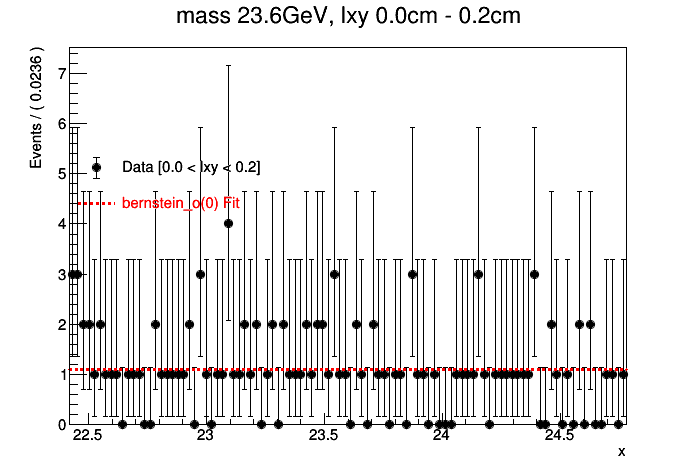 mass 23.6GeV, lxy 0.0cm - 0.2cm
Events / ( 0.0236 )
7
6
5
4
3
2
1
0
Data [0.0 < lxy < 0.2]
bernstein_o(0) Fit
22.5 23 23.5 24 24.5
x